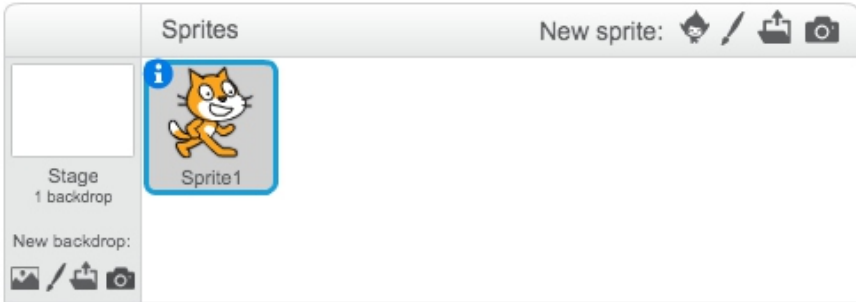 Sprites
New sprite:
Sprite1
Stage
1 backdrop
New backdrop: